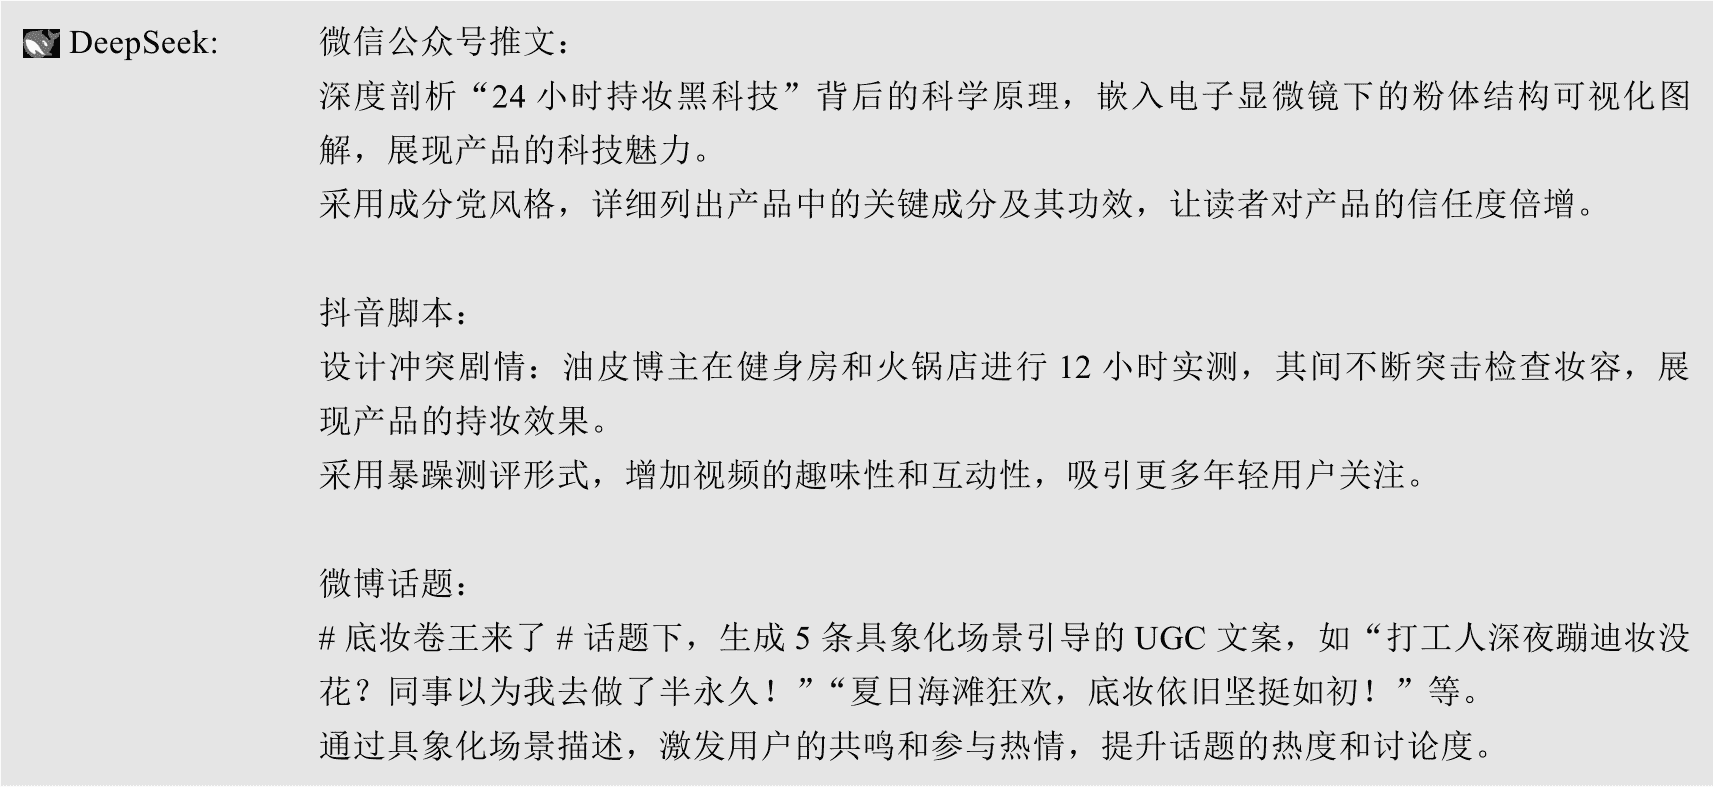 DeepSeek: 微信公众号推文：
深度剖析“24 小时持妆黑科技”背后的科学原理，嵌入电子显微镜下的粉体结构可视化图
解，展现产品的科技魅力。
采用成分党风格，详细列出产品中的关键成分及其功效，让读者对产品的信任度倍增。
抖音脚本：
设计冲突剧情：油皮博主在健身房和火锅店进行 12 小时实测，其间不断突击检查妆容，展
现产品的持妆效果。
采用暴躁测评形式，增加视频的趣味性和互动性，吸引更多年轻用户关注。
微博话题：
# 底妆卷王来了 # 话题下，生成 5 条具象化场景引导的 UGC 文案，如“打工人深夜蹦迪妆没
花？同事以为我去做了半永久！”“夏日海滩狂欢，底妆依旧坚挺如初！”等。
通过具象化场景描述，激发用户的共鸣和参与热情，提升话题的热度和讨论度。